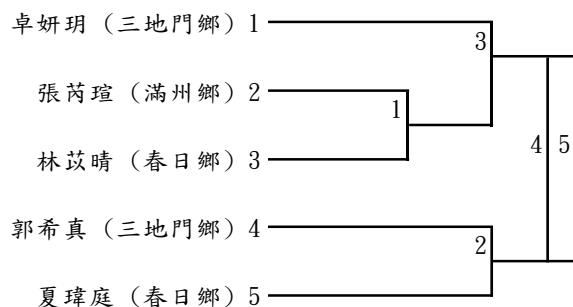 卓妍玥 (三地門鄉) 1
3
張芮瑄 (滿州鄉) 2
1
林苡晴 (春日鄉) 3
4 5
郭希真 (三地門鄉) 4
2
夏瑋庭 (春日鄉) 5